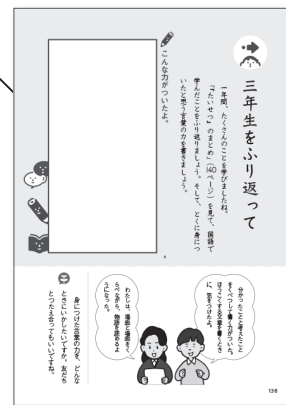 三年生をふり返って
一年間、たくさんのことを学びましたね。
「『たいせつ』のまとめ」(140ページ)を見て、国語で
学んだことをふり返りましょう。そして、とくに身につ
いたと思う言葉の力を書きましょう。
こんな力がついたよ。
分かったことと考えたこと
をくべつして書く力がついた。
ほうこくする文章を書くとき
に、気をつけたよ。
わたしは、場面と場面をく
らべながら、物語を読めるよ
うになった。
身につけた言葉の力を、どんな
ときにいかしたいですか。友だち
とつたえ合ってもいいですね。
138